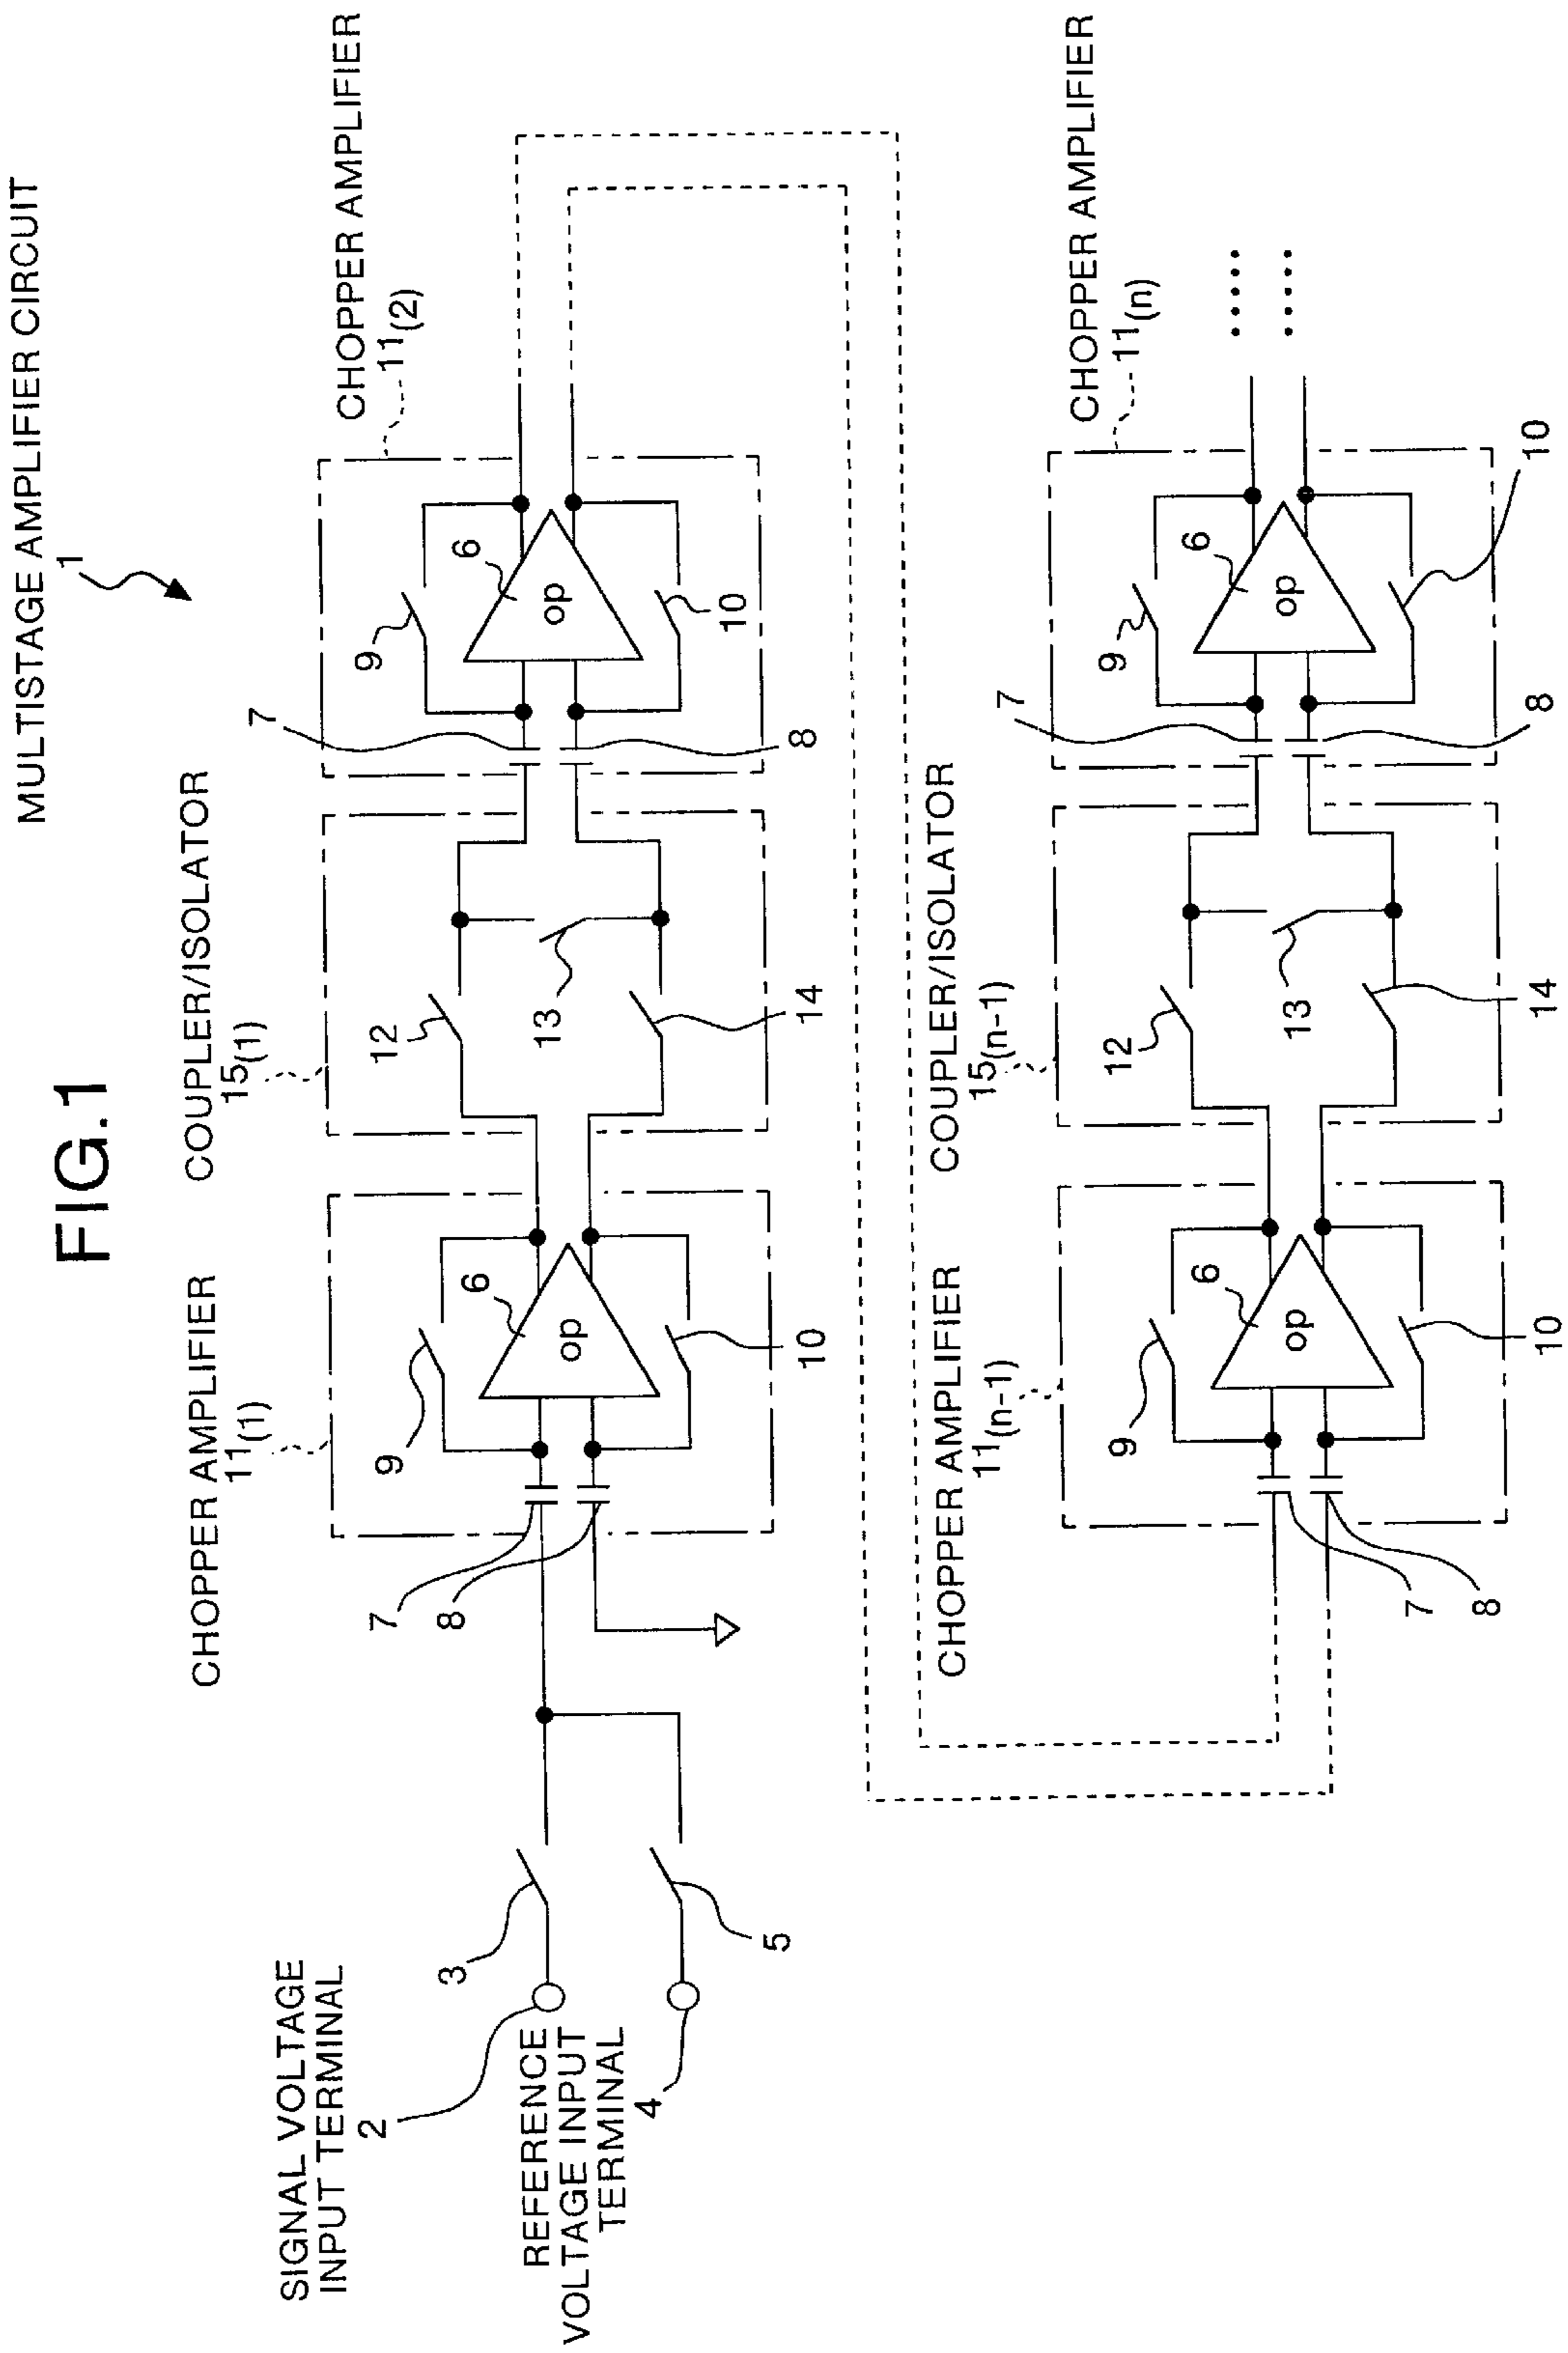 FIG.1
MULTISTAGE AMPLIFIER CIRCUIT
1
CHOPPER AMPLIFIER
11(1)
COUPLER/ISOLATOR
15(1)
CHOPPER AMPLIFIER
11(2)
SIGNAL VOLTAGE
INPUT TERMINAL
2
3
REFERENCE
VOLTAGE INPUT
TERMINAL
4
5
7
8
9
6
op
10
12
13
14
7
8
9
6
op
10
CHOPPER AMPLIFIER
11(n-1)
COUPLER/ISOLATOR
15(n-1)
CHOPPER AMPLIFIER
11(n)
7
8
9
6
op
10
12
13
14
7
8
9
6
op
10